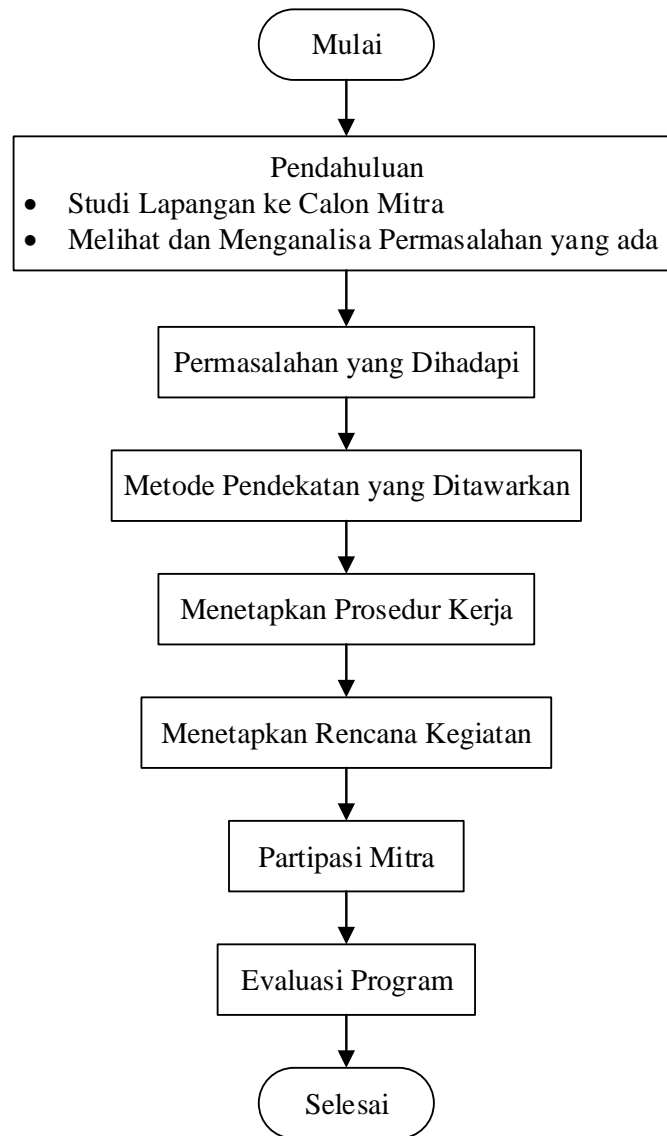 Mulai
Pendahuluan
• Studi Lapangan ke Calon Mitra
• Melihat dan Menganalisa Permasalahan yang ada
Permasalahan yang Dihadapi
Metode Pendekatan yang Ditawarkan
Menetapkan Prosedur Kerja
Menetapkan Rencana Kegiatan
Partipasi Mitra
Evaluasi Program
Selesai